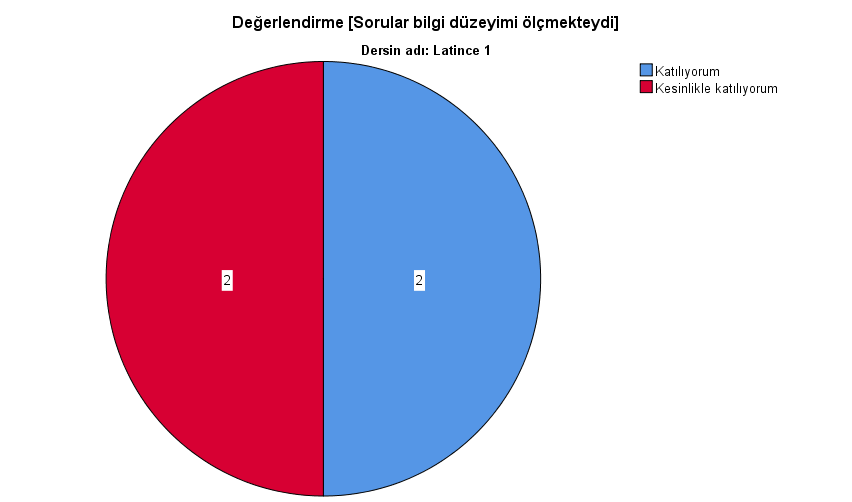 Değerlendirme [Sorular bilgi düzeyimi ölçmekteydi]
Dersin adı: Latince 1
Katılıyorum
Kesinlikle katılıyorum
2
2